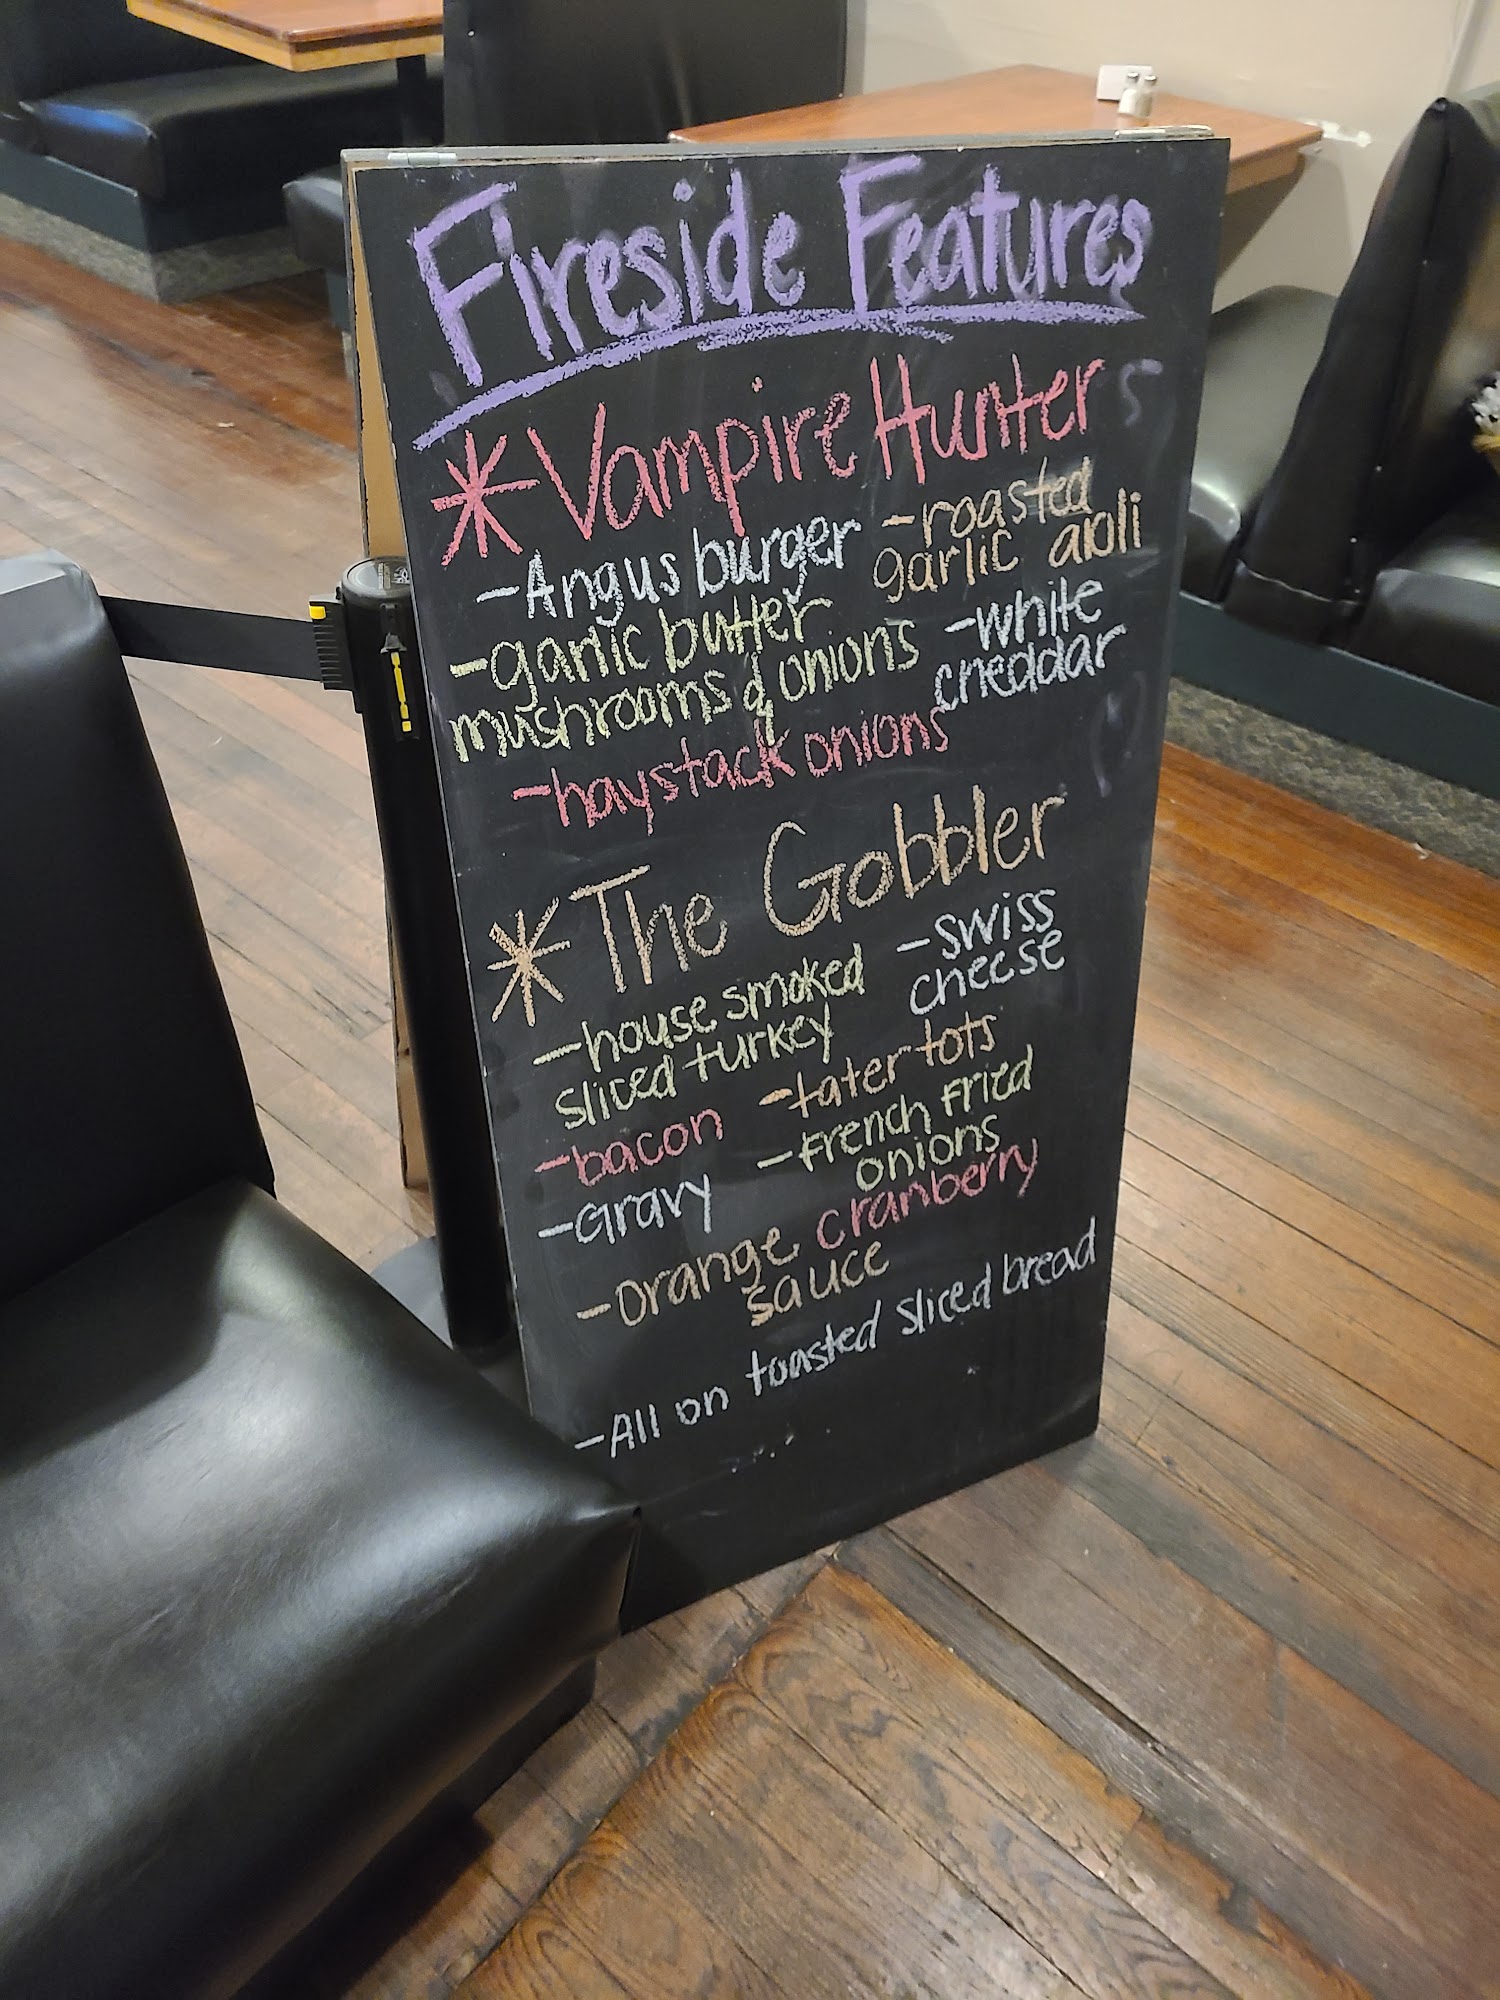 Fireside Features
*Vampire Hunter
-Angus burger
-roasted
garlic aioli
-garlic butter
mushrooms & onions
-white
cheddar
-haystack onions
*The Gobbler
-house smoked
sliced turkey
-swiss
cheese
-bacon
-tater tots
-French Fried
onions
-Gravy
-orange cranberry
sauce
-All on toasted sliced bread